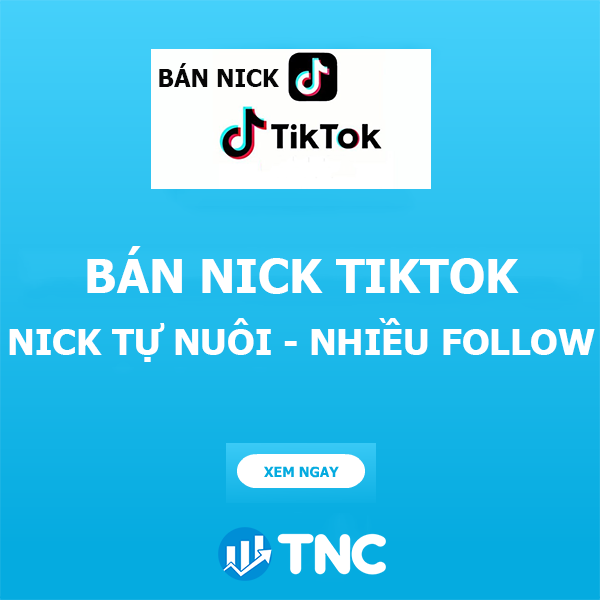 BÁN NICK
TikTok
BÁN NICK TIKTOK
NICK TỰ NUÔI - NHIỀU FOLLOW
XEM NGAY
TNC